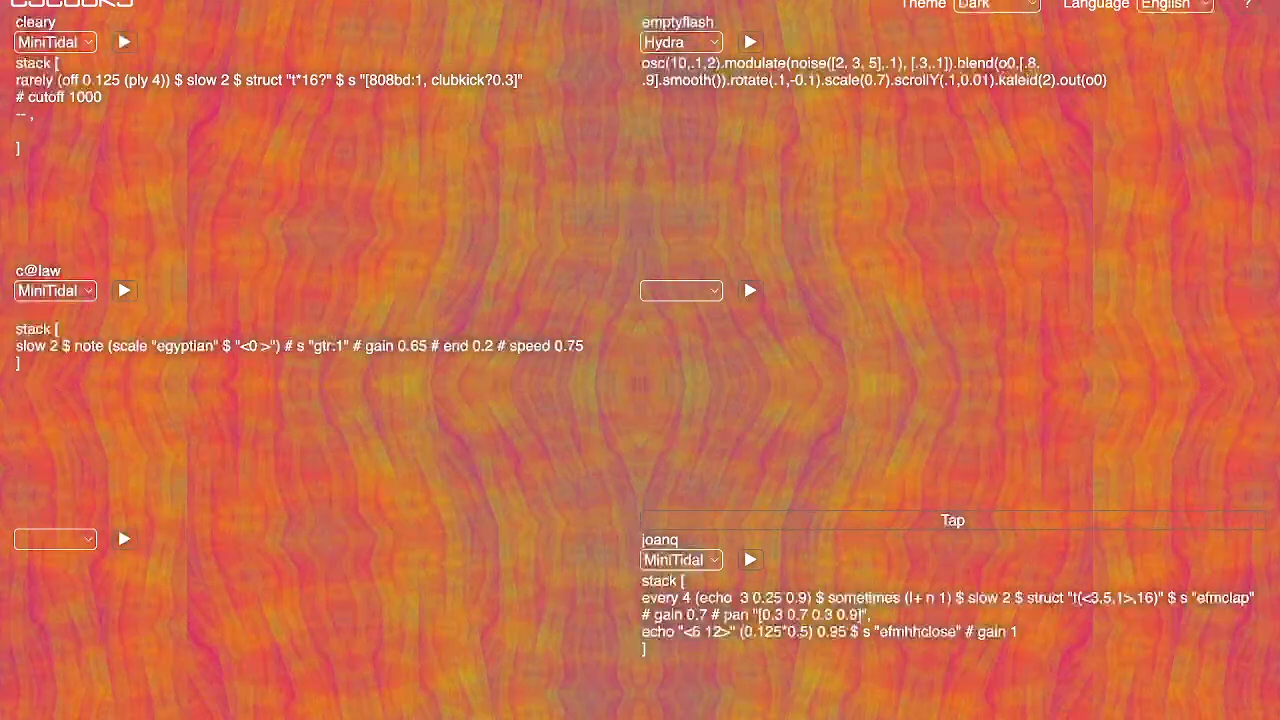 Theme Dark Language English ?
cleary
MiniTidal
stack [
rarely (off 0.125 (ply 4)) $ slow 2 $ struct "t*16?" $ s "[808bd:1, clubkick?0.3]"
# cutoff 1000
-- ,
]
emptyflash
Hydra
osc(10,.1,2).modulate(noise([2, 3, 5],.1), [.3,.1]).blend(o0,[.8,
.9].smooth()).rotate(.1,-0.1).scale(0.7).scrollY(.1,0.01).kaleid(2).out(o0)
c@law
MiniTidal
stack [
slow 2 $ note (scale "egyptian" $ "<0 >") # s "gtr:1" # gain 0.65 # end 0.2 # speed 0.75
]
Tap
joanq
MiniTidal
stack [
every 4 (echo  3 0.25 0.9) $ sometimes (|+ n 1) $ slow 2 $ struct "t(<3,5,1>,16)" $ s "efmclap"
# gain 0.7 # pan "[0.3 0.7 0.3 0.9]",
echo "<6 12>" (0.125*0.5) 0.95 $ s "efmhhclose" # gain 1
]